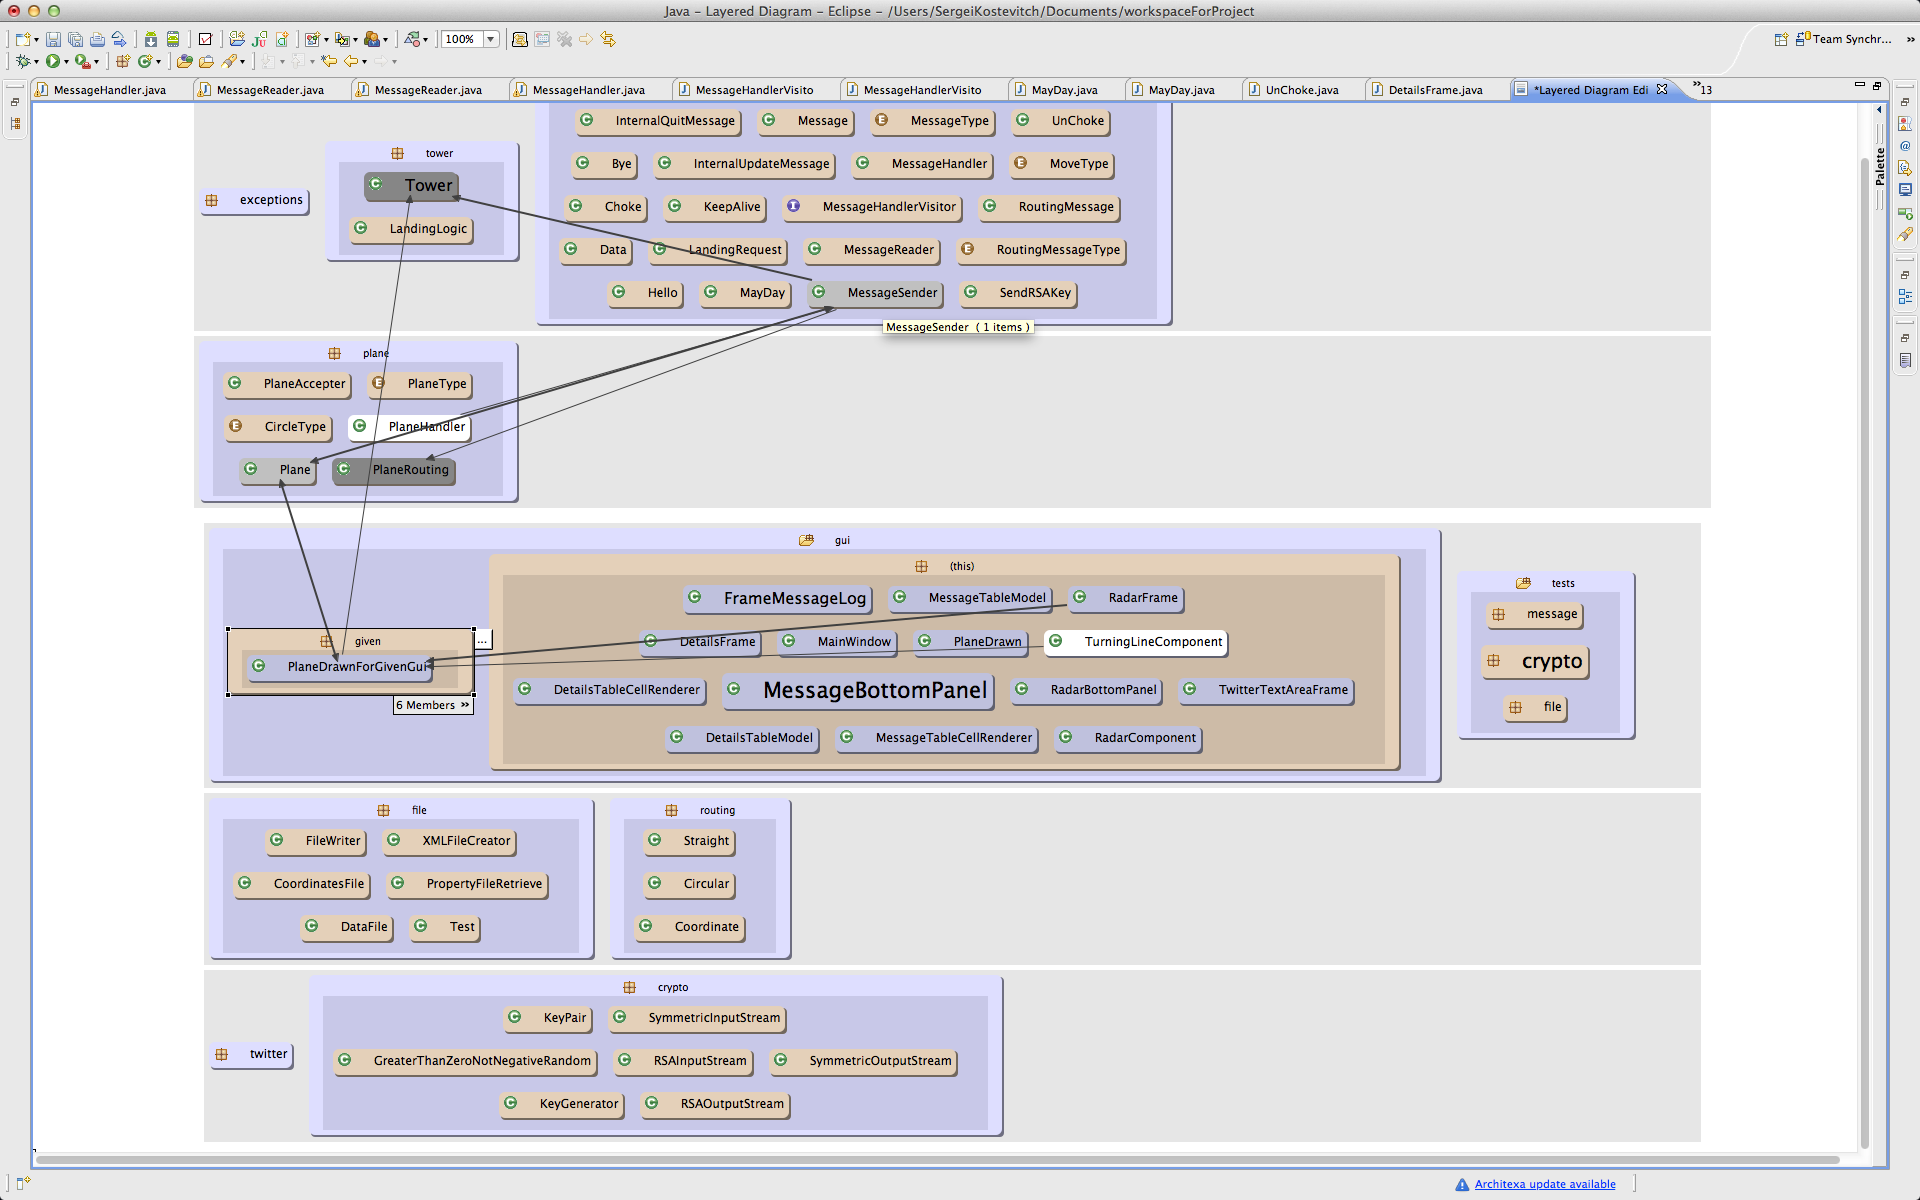 Java – Layered Diagram – Eclipse – /Users/SergeiKostevitch/Documents/workspaceForProject
100%
Team Synchr... »
MessageHandler.java MessageReader.java MessageReader.java MessageHandler.java MessageHandlerVisito MessageHandlerVisito MayDay.java MayDay.java UnChoke.java DetailsFrame.java *Layered Diagram Edi »13
Palette
InternalQuitMessage Message MessageType UnChoke
tower
Bye InternalUpdateMessage MessageHandler MoveType
Tower
exceptions
Choke KeepAlive MessageHandlerVisitor RoutingMessage
LandingLogic
Data LandingRequest MessageReader RoutingMessageType
Hello MayDay MessageSender SendRSAKey
MessageSender ( 1 items )
plane
PlaneAccepter PlaneType
CircleType PlaneHandler
Plane PlaneRouting
gui
(this)
tests
FrameMessageLog MessageTableModel RadarFrame
message
given
...
DetailsFrame MainWindow PlaneDrawn TurningLineComponent
PlaneDrawnForGivenGui
crypto
DetailsTableCellRenderer MessageBottomPanel RadarBottomPanel TwitterTextAreaFrame
6 Members »
file
DetailsTableModel MessageTableCellRenderer RadarComponent
file
routing
FileWriter XMLFileCreator
Straight
CoordinatesFile PropertyFileRetrieve
Circular
DataFile Test
Coordinate
crypto
KeyPair SymmetricInputStream
twitter
GreaterThanZeroNotNegativeRandom RSAInputStream SymmetricOutputStream
KeyGenerator RSAOutputStream
Architexa update available